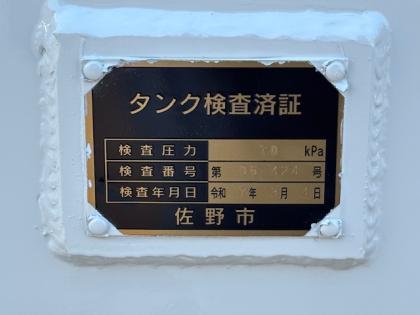 タンク検査済証
検査圧力 70 kPa
検査番号 第 号
検査年月日 令和 年 月 日
佐野市